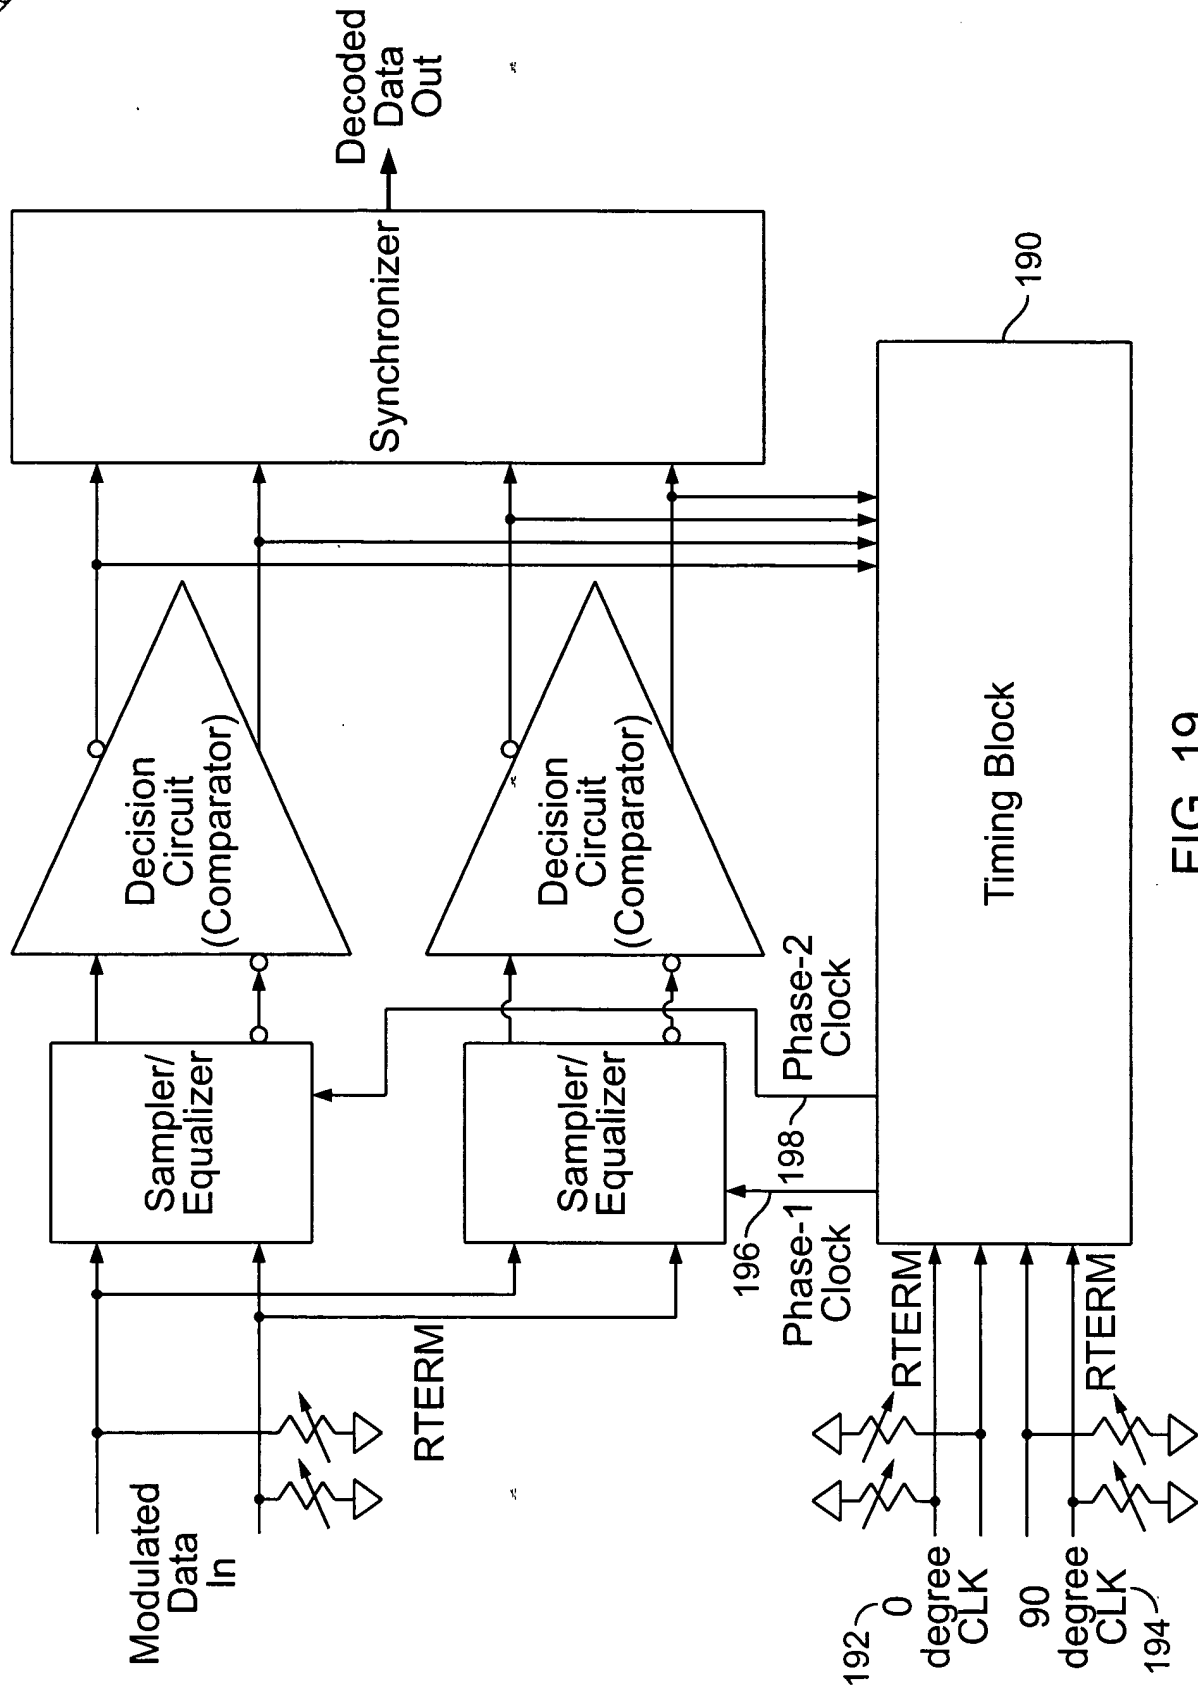 Modulated
Data
In
RTERM
Sampler/
Equalizer
Decision
Circuit
(Comparator)
Synchronizer
Decoded
Data
Out
Sampler/
Equalizer
Decision
Circuit
(Comparator)
Phase-1
Clock
196
198
Phase-2
Clock
192
0
degree
CLK
90
degree
CLK
194
RTERM
RTERM
Timing Block
190
FIG. 19